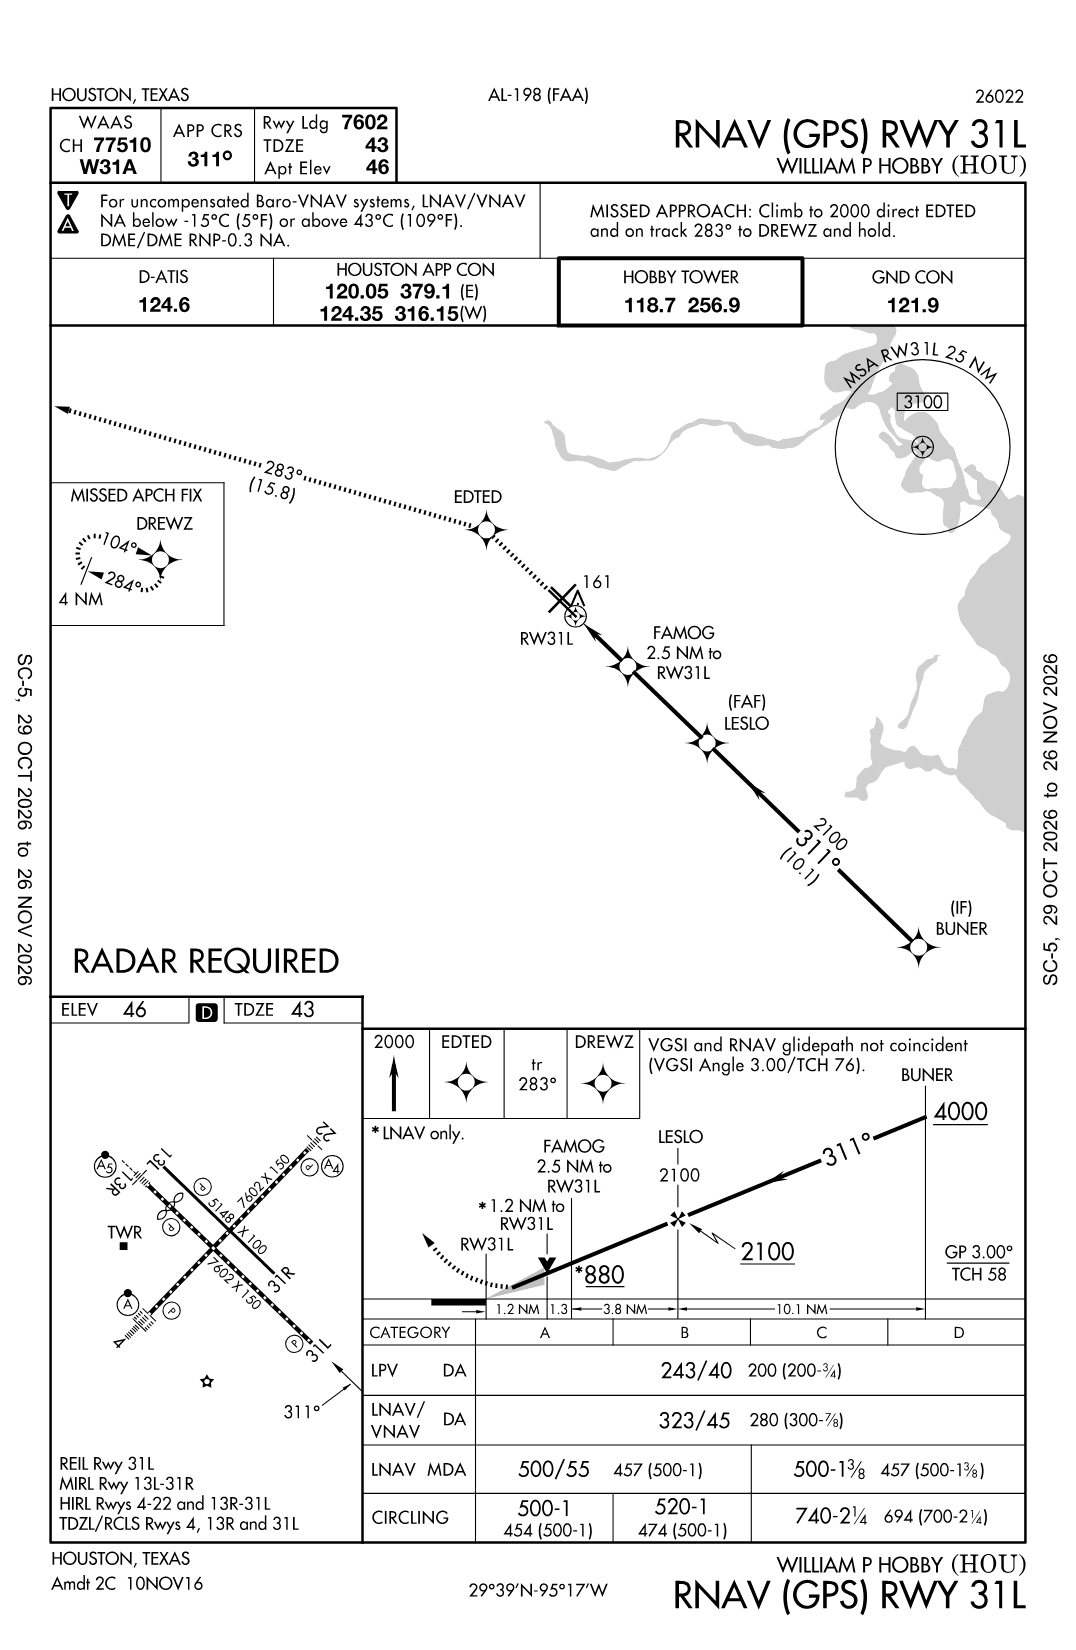 HOUSTON, TEXAS
AL-198 (FAA)
26022
WAAS
CH 77510
W31A
APP CRS
311°
Rwy Ldg 7602
TDZE 43
Apt Elev 46
RNAV (GPS) RWY 31L
WILLIAM P HOBBY (HOU)
T
A
For uncompensated Baro-VNAV systems, LNAV/VNAV
NA below -15°C (5°F) or above 43°C (109°F).
DME/DME RNP-0.3 NA.
MISSED APPROACH: Climb to 2000 direct EDTED
and on track 283° to DREWZ and hold.
D-ATIS
124.6
HOUSTON APP CON
120.05 379.1 (E)
124.35 316.15(W)
HOBBY TOWER
118.7 256.9
GND CON
121.9
MSA RW31L 25 NM
3100
283°
(15.8)
MISSED APCH FIX
DREWZ
104°
284°
4 NM
EDTED
161
RW31L
FAMOG
2.5 NM to
RW31L
(FAF)
LESLO
2100
311°
(10.1)
(IF)
BUNER
RADAR REQUIRED
SC-5, 29 OCT 2026 to 26 NOV 2026
SC-5, 29 OCT 2026 to 26 NOV 2026
ELEV 46
D
TDZE 43
A5
13R
13L
22
P
A4
P
7602 X 150
5148 X 100
P
TWR
7602 X 150
31R
A
P
4
P
31L
311°
REIL Rwy 31L
MIRL Rwy 13L-31R
HIRL Rwys 4-22 and 13R-31L
TDZL/RCLS Rwys 4, 13R and 31L
2000
EDTED
tr
283°
DREWZ
VGSI and RNAV glidepath not coincident
(VGSI Angle 3.00/TCH 76).
BUNER
4000
*LNAV only.
FAMOG
2.5 NM to
RW31L
LESLO
2100
311°
*1.2 NM to
RW31L
RW31L
2100
*880
GP 3.00°
TCH 58
1.2 NM
1.3
3.8 NM
10.1 NM
CATEGORY A B C D
LPV DA 243/40 200 (200-¾)
LNAV/
VNAV DA 323/45 280 (300-⅞)
LNAV MDA 500/55 457 (500-1) 500-1⅜ 457 (500-1⅜)
CIRCLING
500-1
454 (500-1)
520-1
474 (500-1)
740-2¼ 694 (700-2¼)
HOUSTON, TEXAS
Amdt 2C 10NOV16
29°39'N-95°17'W
WILLIAM P HOBBY (HOU)
RNAV (GPS) RWY 31L